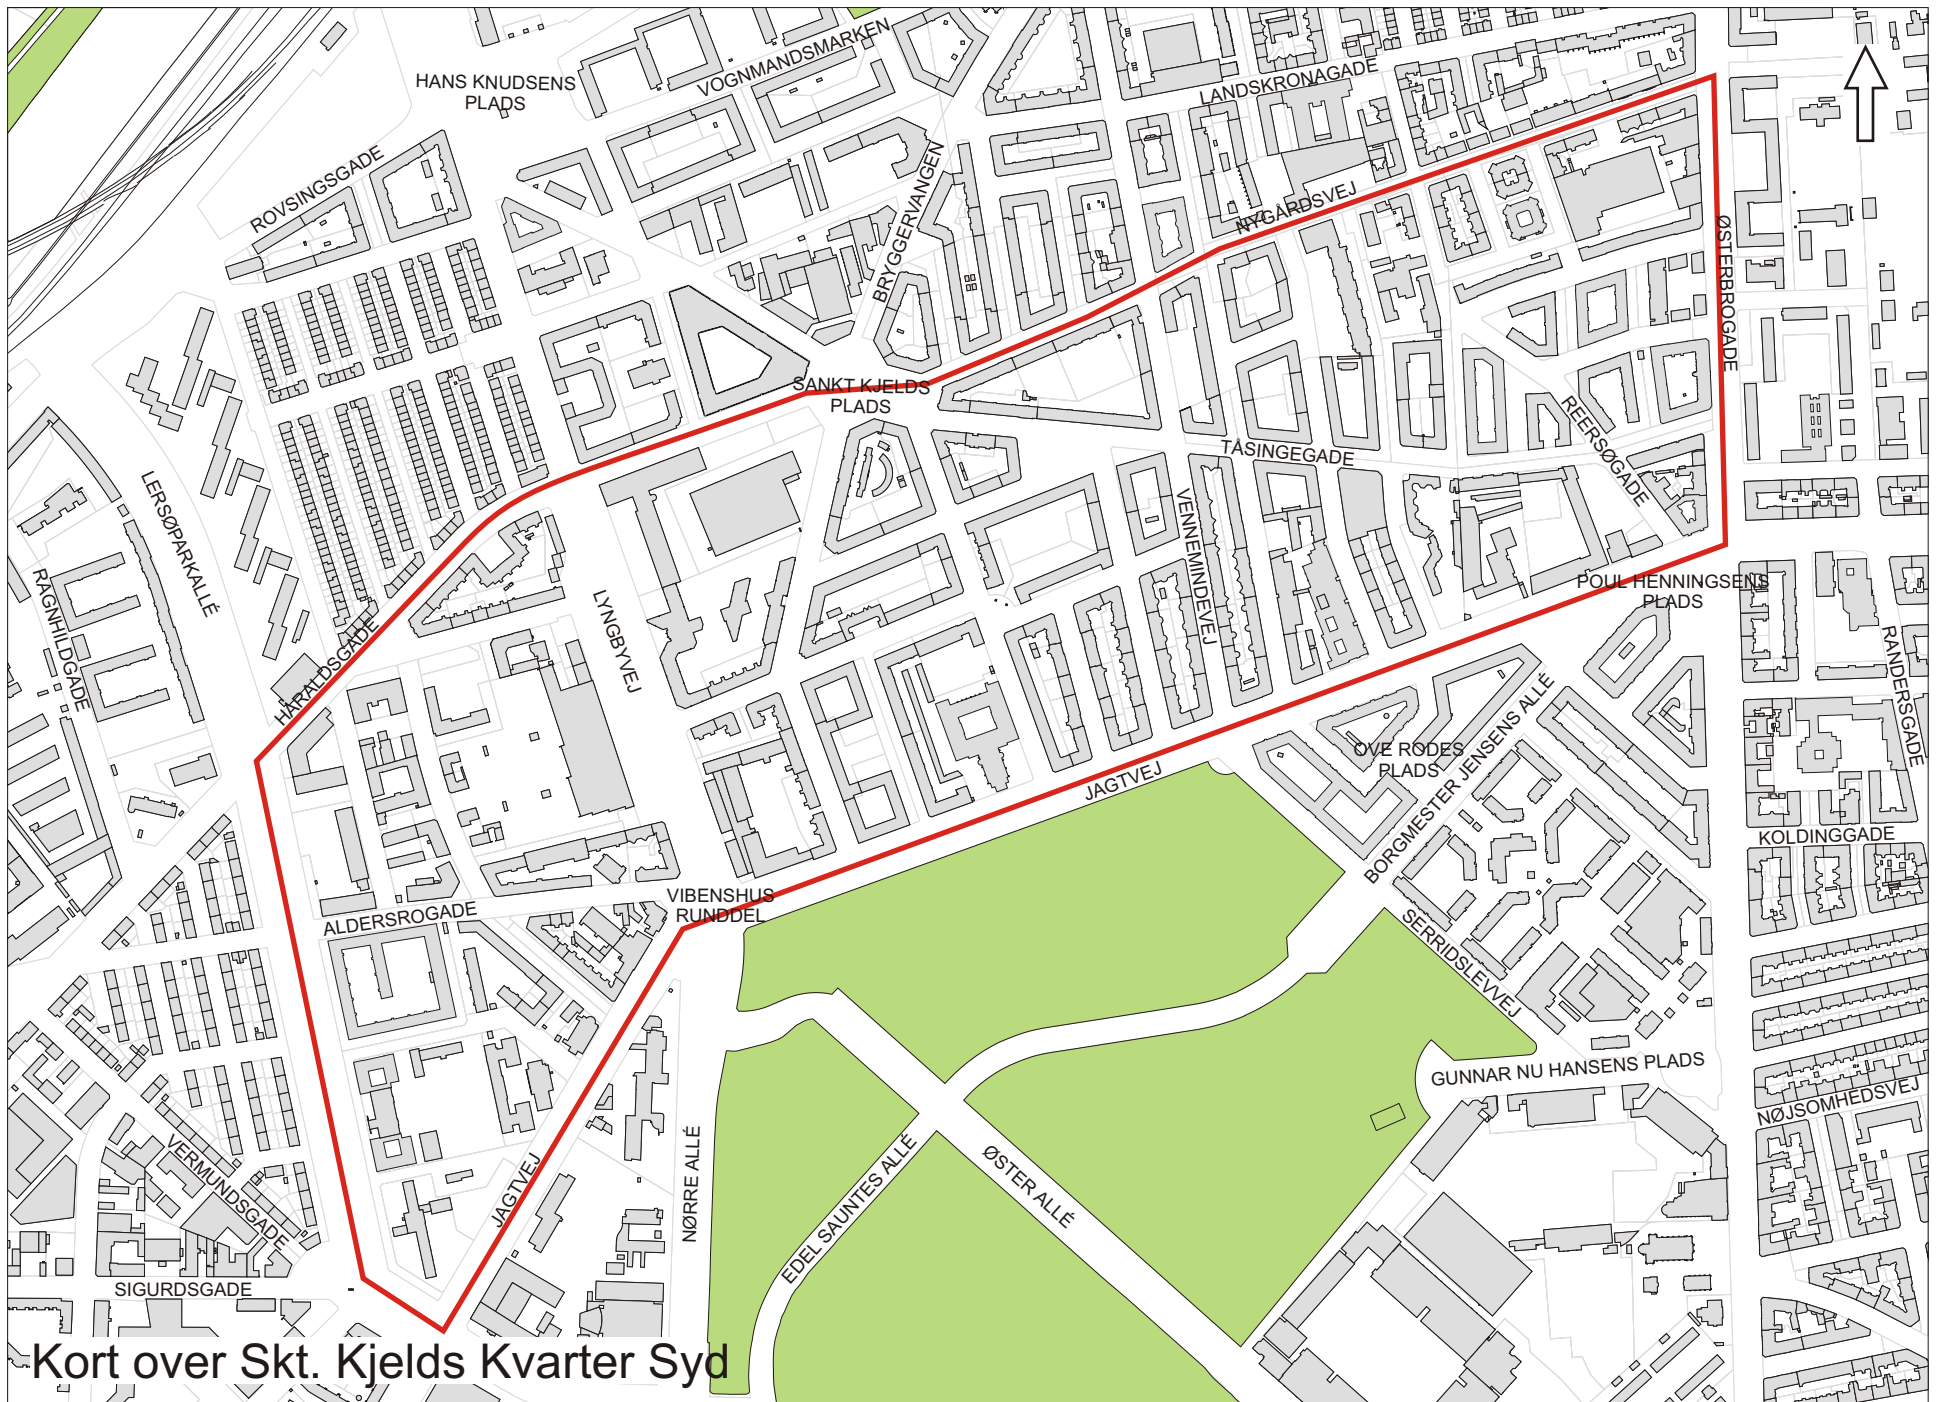 VOGNMANDSMARKEN
HANS KNUDSENS
PLADS
LANDSKRONAGADE
ROVSINGSGADE
BRYGGERVANGEN
NYGÅRDSVEJ
ØSTERBROGADE
SANKT KJELDS
PLADS
REERSØGADE
TÅSINGEGADE
LERSØPARKALLÉ
VENNEMINDEVEJ
RAGNHILDGADE
LYNGBYVEJ
POUL HENNINGSENS
PLADS
HARALDSGADE
RANDERSGADE
OVE RODES
PLADS
BORGMESTER JENSENS ALLÉ
JAGTVEJ
KOLDINGGADE
VIBENSHUS
RUNDDEL
ALDERSROGADE
SERRIDSLEVVEJ
GUNNAR NU HANSENS PLADS
NØJSOMHEDSVEJ
VERMUNDSGADE
JAGTVEJ
NØRRE ALLÉ
EDEL SAUNTES ALLÉ
ØSTER ALLÉ
SIGURDSGADE
Kort over Skt. Kjelds Kvarter Syd